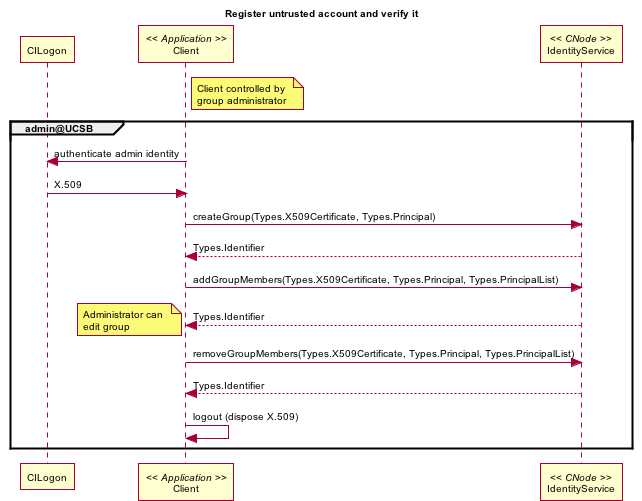 Register untrusted account and verify it
CILogon
<< Application >>
Client
<< CNode >>
IdentityService
Client controlled by
group administrator
admin@UCSB
authenticate admin identity
X.509
createGroup(Types.X509Certificate, Types.Principal)
Types.Identifier
addGroupMembers(Types.X509Certificate, Types.Principal, Types.PrincipalList)
Administrator can
edit group
Types.Identifier
removeGroupMembers(Types.X509Certificate, Types.Principal, Types.PrincipalList)
Types.Identifier
logout (dispose X.509)
CILogon
<< Application >>
Client
<< CNode >>
IdentityService